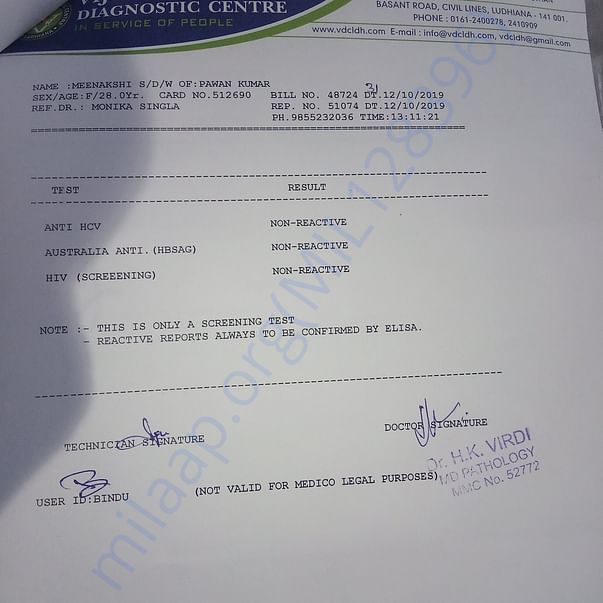 DIAGNOSTIC CENTRE
IN SERVICE OF PEOPLE
BASANT ROAD, CIVIL LINES, LUDHIANA - 141 001.
PHONE : 0161-2400278, 2410909
www.vdcldh.com E-mail : info@vdcldh.com, vdcldh@gmail.com
NAME :MEENAKSHI S/D/W OF:PAWAN KUMAR
SEX/AGE:F/28.0Yr. CARD NO.512690 BILL NO. 48724 DT.12/10/2019
31
REF.DR.: MONIKA SINGLA REP. NO. 51074 DT.12/10/2019
PH.9855232036 TIME:13:11:21
TEST RESULT
ANTI HCV NON-REACTIVE
AUSTRALIA ANTI.(HBSAG) NON-REACTIVE
HIV (SCREEENING) NON-REACTIVE
NOTE :- THIS IS ONLY A SCREENING TEST
- REACTIVE REPORTS ALWAYS TO BE CONFIRMED BY ELISA.
TECHNICIAN SIGNATURE DOCTOR SIGNATURE
Dr. H.K. VIRDI
MD PATHOLOGY
MMC No. 52772
USER ID:BINDU (NOT VALID FOR MEDICO LEGAL PURPOSES)